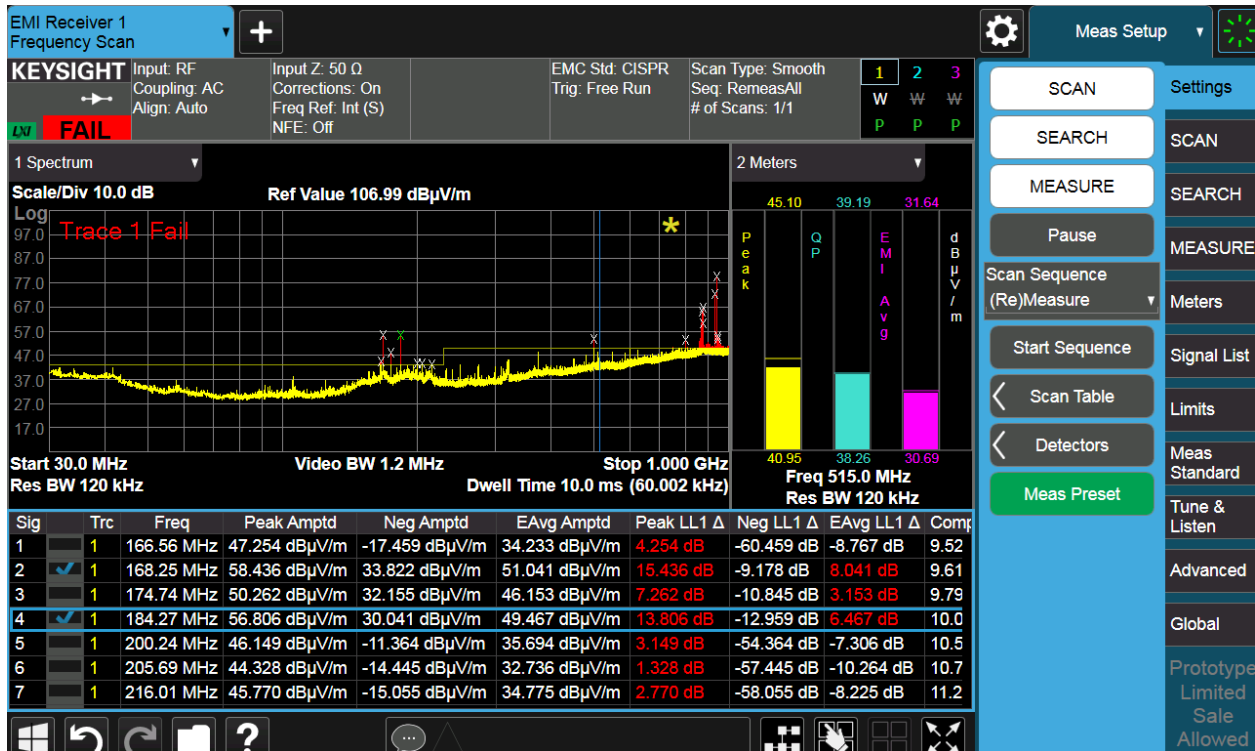 EMI Receiver 1
Frequency Scan
+
Meas Setup
KEYSIGHT
LXI
FAIL
Input: RF
Coupling: AC
Align: Auto
Input Z: 50 Ω
Corrections: On
Freq Ref: Int (S)
NFE: Off
EMC Std: CISPR
Trig: Free Run
Scan Type: Smooth
Seq: RemeasAll
# of Scans: 1/1
1 2 3
W W W
P P P
1 Spectrum
Scale/Div 10.0 dB
Ref Value 106.99 dBµV/m
Log
Trace 1 Fail
*
97.0
87.0
77.0
67.0
57.0
47.0
37.0
27.0
17.0
Start 30.0 MHz
Video BW 1.2 MHz
Stop 1.000 GHz
Res BW 120 kHz
Dwell Time 10.0 ms (60.002 kHz)
2 Meters
45.10 39.19 31.64
Peak
QP
EMI Avg
dBµV/m
40.95 38.26 30.69
Freq 515.0 MHz
Res BW 120 kHz
Sig Trc Freq Peak Amptd Neg Amptd EAvg Amptd Peak LL1 Δ Neg LL1 Δ EAvg LL1 Δ Comp
1 1 166.56 MHz 47.254 dBµV/m -17.459 dBµV/m 34.233 dBµV/m 4.254 dB -60.459 dB -8.767 dB 9.52
2 1 168.25 MHz 58.436 dBµV/m 33.822 dBµV/m 51.041 dBµV/m 15.436 dB -9.178 dB 8.041 dB 9.61
3 1 174.74 MHz 50.262 dBµV/m 32.155 dBµV/m 46.153 dBµV/m 7.262 dB -10.845 dB 3.153 dB 9.79
4 1 184.27 MHz 56.806 dBµV/m 30.041 dBµV/m 49.467 dBµV/m 13.806 dB -12.959 dB 6.467 dB 10.0
5 1 200.24 MHz 46.149 dBµV/m -11.364 dBµV/m 35.694 dBµV/m 3.149 dB -54.364 dB -7.306 dB 10.5
6 1 205.69 MHz 44.328 dBµV/m -14.445 dBµV/m 32.736 dBµV/m 1.328 dB -57.445 dB -10.264 dB 10.7
7 1 216.01 MHz 45.770 dBµV/m -15.055 dBµV/m 34.775 dBµV/m 2.770 dB -58.055 dB -8.225 dB 11.2
?
SCAN
SEARCH
MEASURE
Pause
Scan Sequence
(Re)Measure
Start Sequence
Scan Table
Detectors
Meas Preset
Settings
SCAN
SEARCH
MEASURE
Meters
Signal List
Limits
Meas
Standard
Tune &
Listen
Advanced
Global
Prototype
Limited
Sale
Allowed